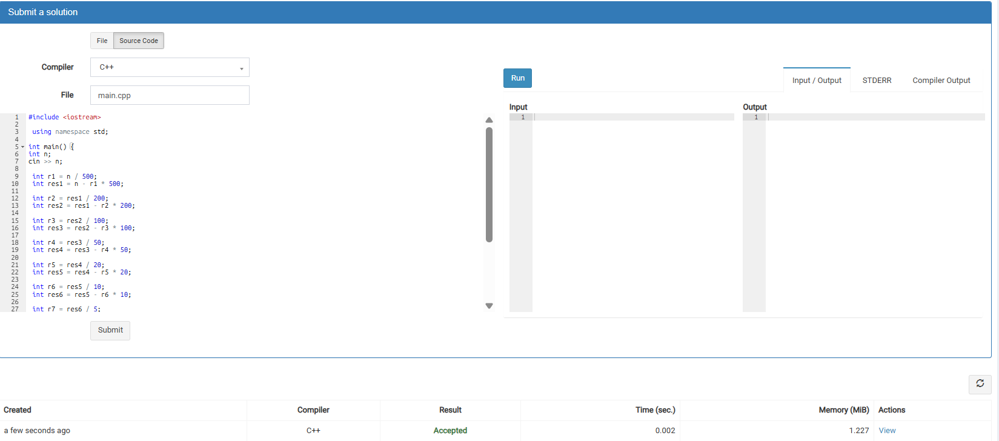 Submit a solution
File Source Code
Compiler C++
File main.cpp
Run Input / Output STDERR Compiler Output
Input Output
1 1
1 #include <iostream>
2
3 using namespace std;
4
5 int main() {
6 int n;
7 cin >> n;
8
9 int r1 = n / 500;
10 int res1 = n - r1 * 500;
11
12 int r2 = res1 / 200;
13 int res2 = res1 - r2 * 200;
14
15 int r3 = res2 / 100;
16 int res3 = res2 - r3 * 100;
17
18 int r4 = res3 / 50;
19 int res4 = res3 - r4 * 50;
20
21 int r5 = res4 / 20;
22 int res5 = res4 - r5 * 20;
23
24 int r6 = res5 / 10;
25 int res6 = res5 - r6 * 10;
26
27 int r7 = res6 / 5;
Submit
Created Compiler Result Time (sec.) Memory (MiB) Actions
a few seconds ago C++ Accepted 0.002 1.227 View